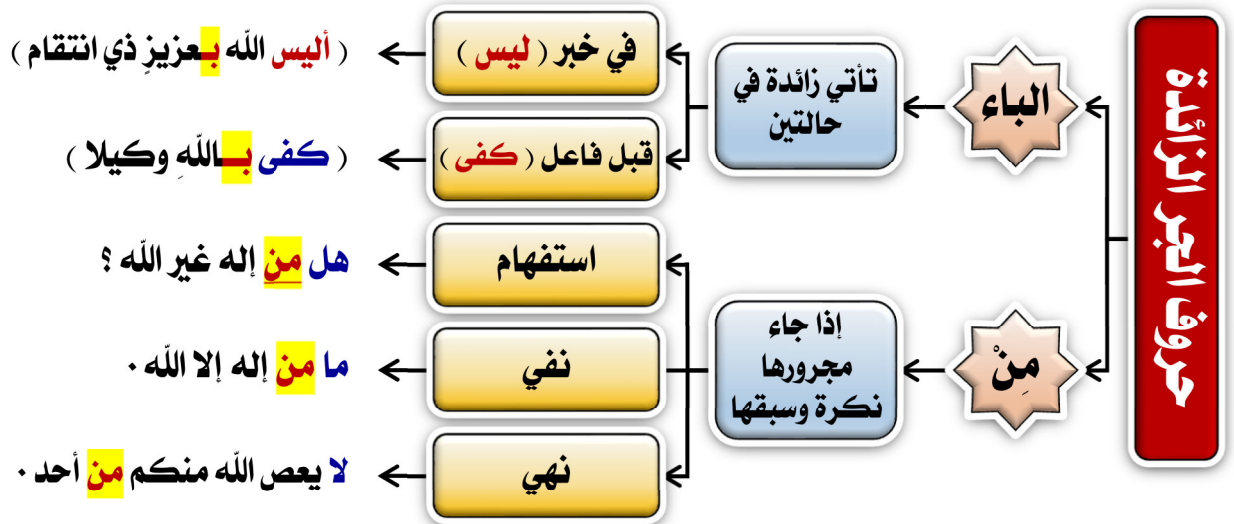 حروف الجر الزائدة
الباء
تأتي زائدة في
حالتين
في خبر ( ليس )
( أليس الله بعزيزٍ ذي انتقام )
قبل فاعل ( كفى )
( كفى بـاللهِ وكيلا )
مِنْ
إذا جاء
مجرورها
نكرة وسبقها
استفهام
هل من إله غير الله ؟
نفي
ما من إله إلا الله .
نهي
لا يعص الله منكم من أحد .